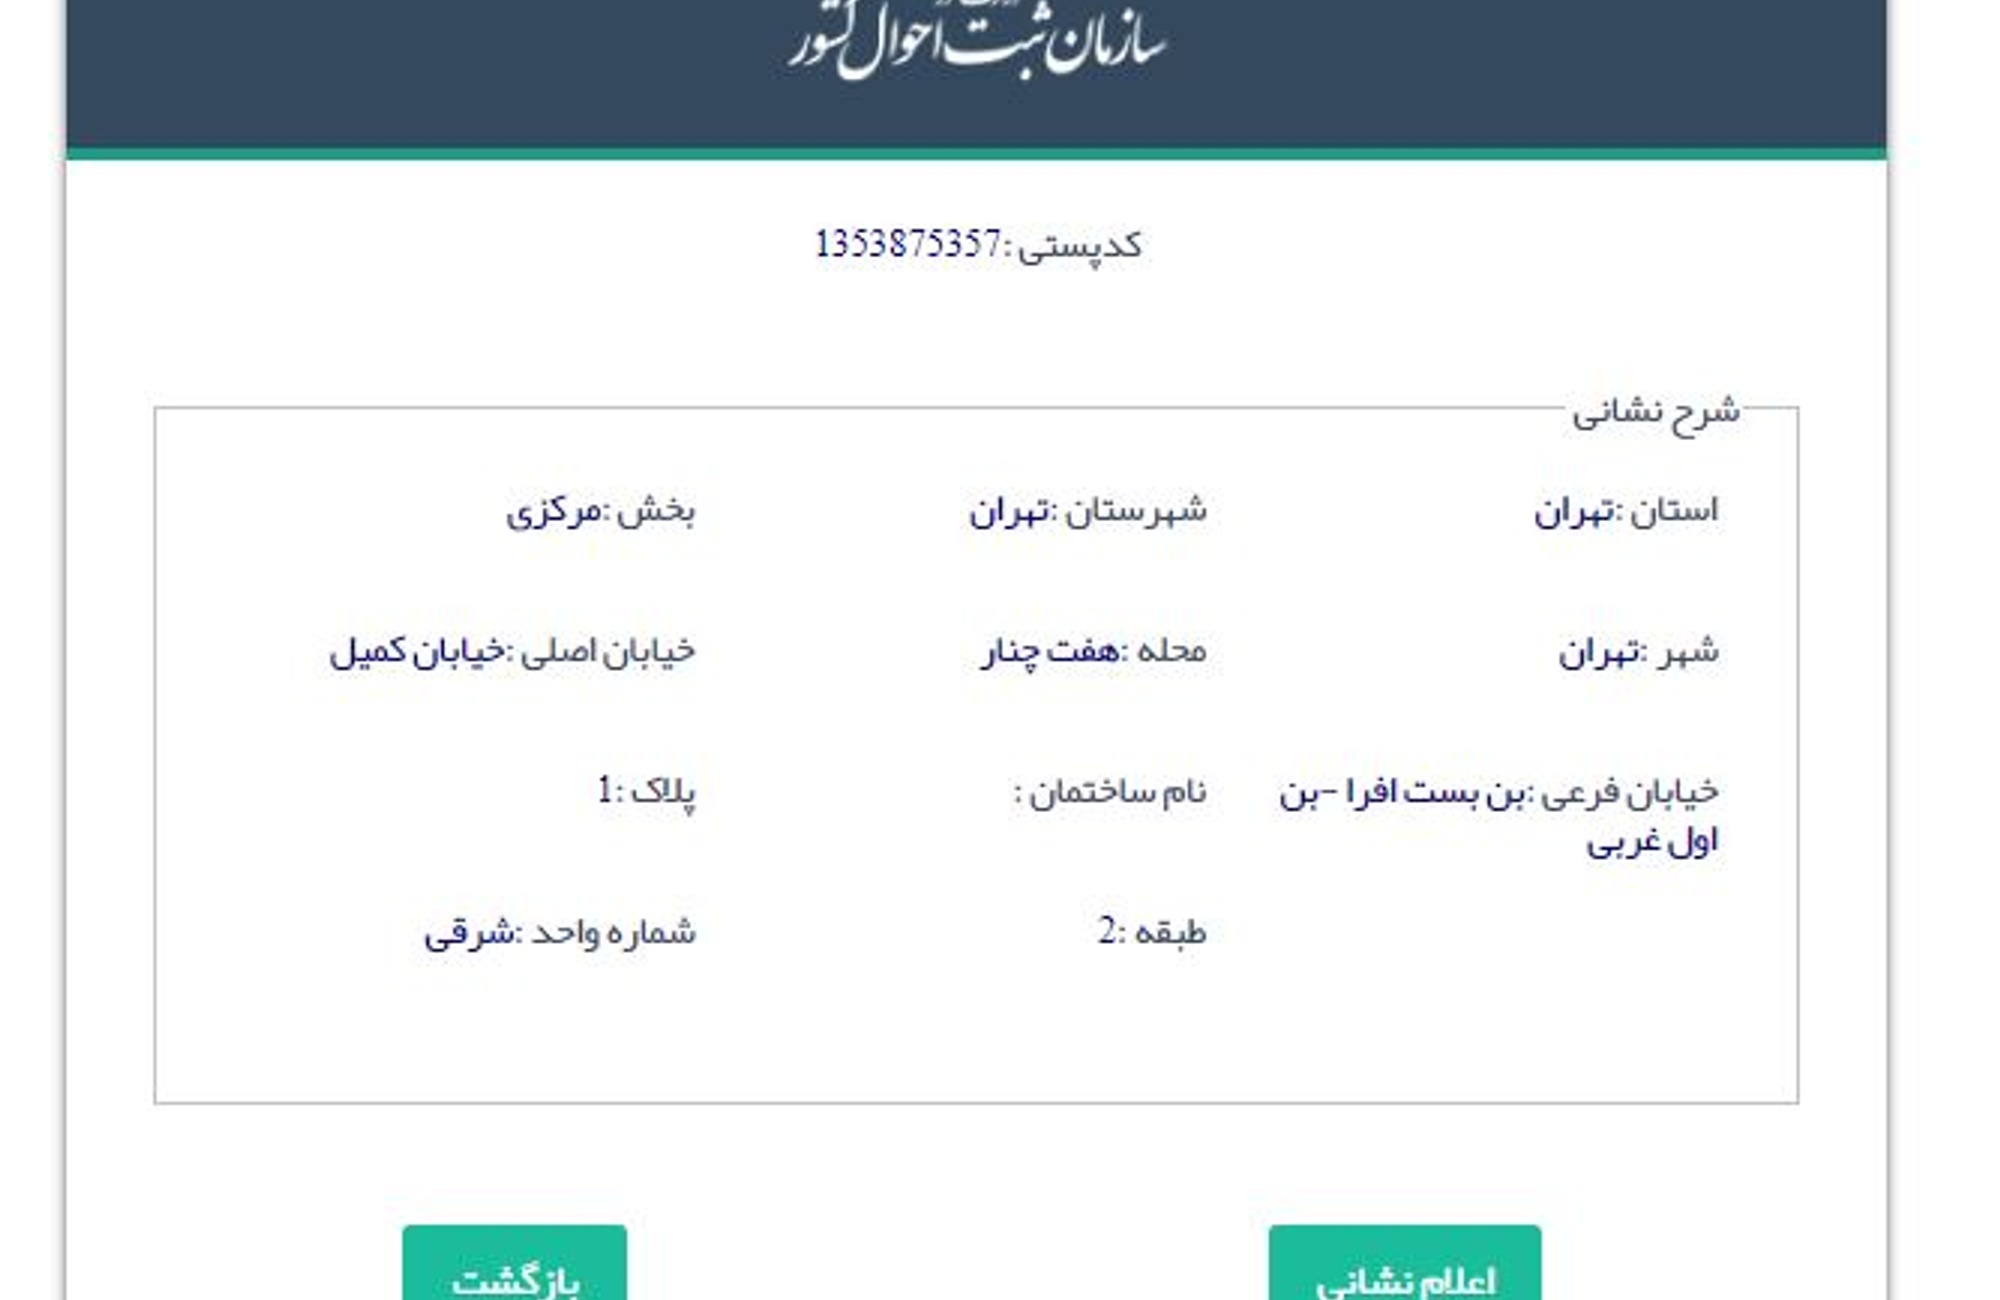 سازمان ثبت احوال کشور
کدپستی :1353875357
شرح نشانی
استان :تهران شهرستان :تهران بخش :مرکزی
شهر :تهران محله :هفت چنار خیابان اصلی :خیابان کمیل
خیابان فرعی :بن بست افرا -بن نام ساختمان : پلاک :1
اول غربی
طبقه :2 شماره واحد :شرقی
اعلام نشانی بازگشت